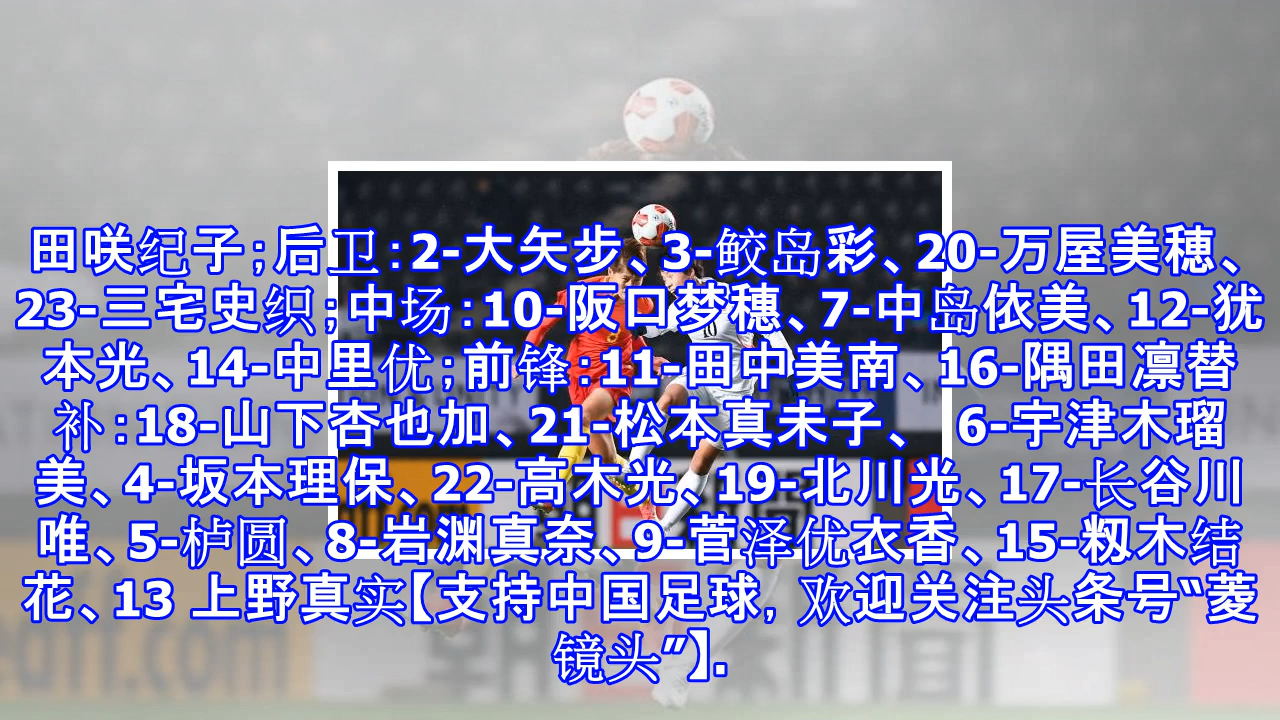 田咲纪子;后卫:2-大矢步、3-鲛岛彩、20-万屋美穗、
23-三宅史织;中场:10-阪口梦穗、7-中岛依美、12-犹
本光、14-中里优;前锋:11-田中美南、16-隅田凛替
补:18-山下杏也加、21-松本真未子、 6-宇津木瑠
美、4-坂本理保、22-高木光、19-北川光、17-长谷川
唯、5-栌圆、8-岩渊真奈、9-菅泽优衣香、15-籾木结
花、13 上野真实【支持中国足球, 欢迎关注头条号“菱
镜头”】.